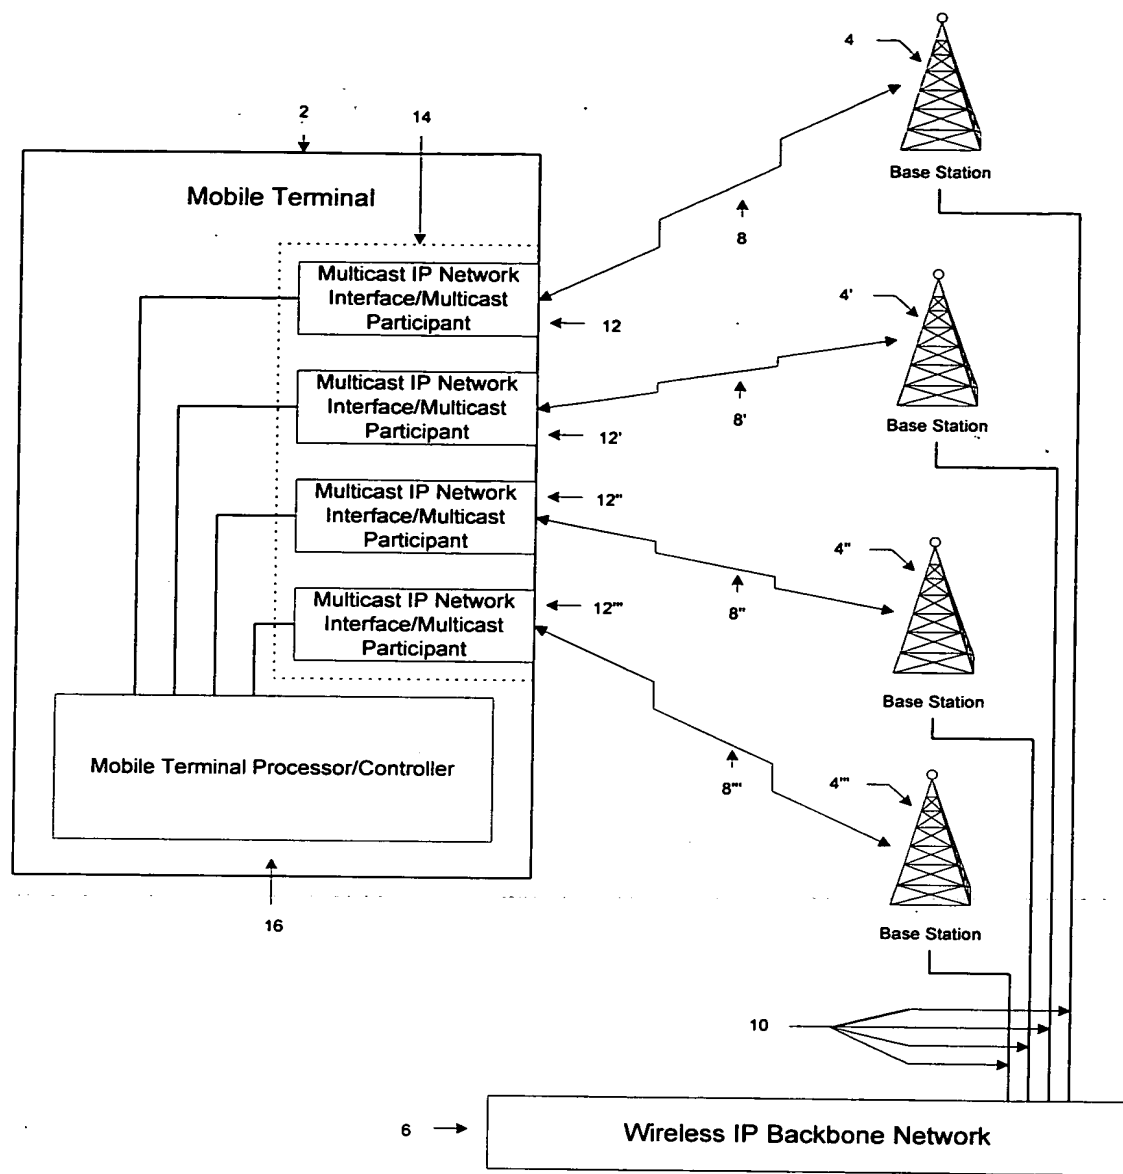 4
Base Station
2
14
Mobile Terminal
8
Multicast IP Network
Interface/Multicast
Participant
12
4'
Base Station
8'
Multicast IP Network
Interface/Multicast
Participant
12'
Multicast IP Network
Interface/Multicast
Participant
12''
4''
Base Station
8''
Multicast IP Network
Interface/Multicast
Participant
12'''
4'''
Base Station
8'''
Mobile Terminal Processor/Controller
16
10
6
Wireless IP Backbone Network